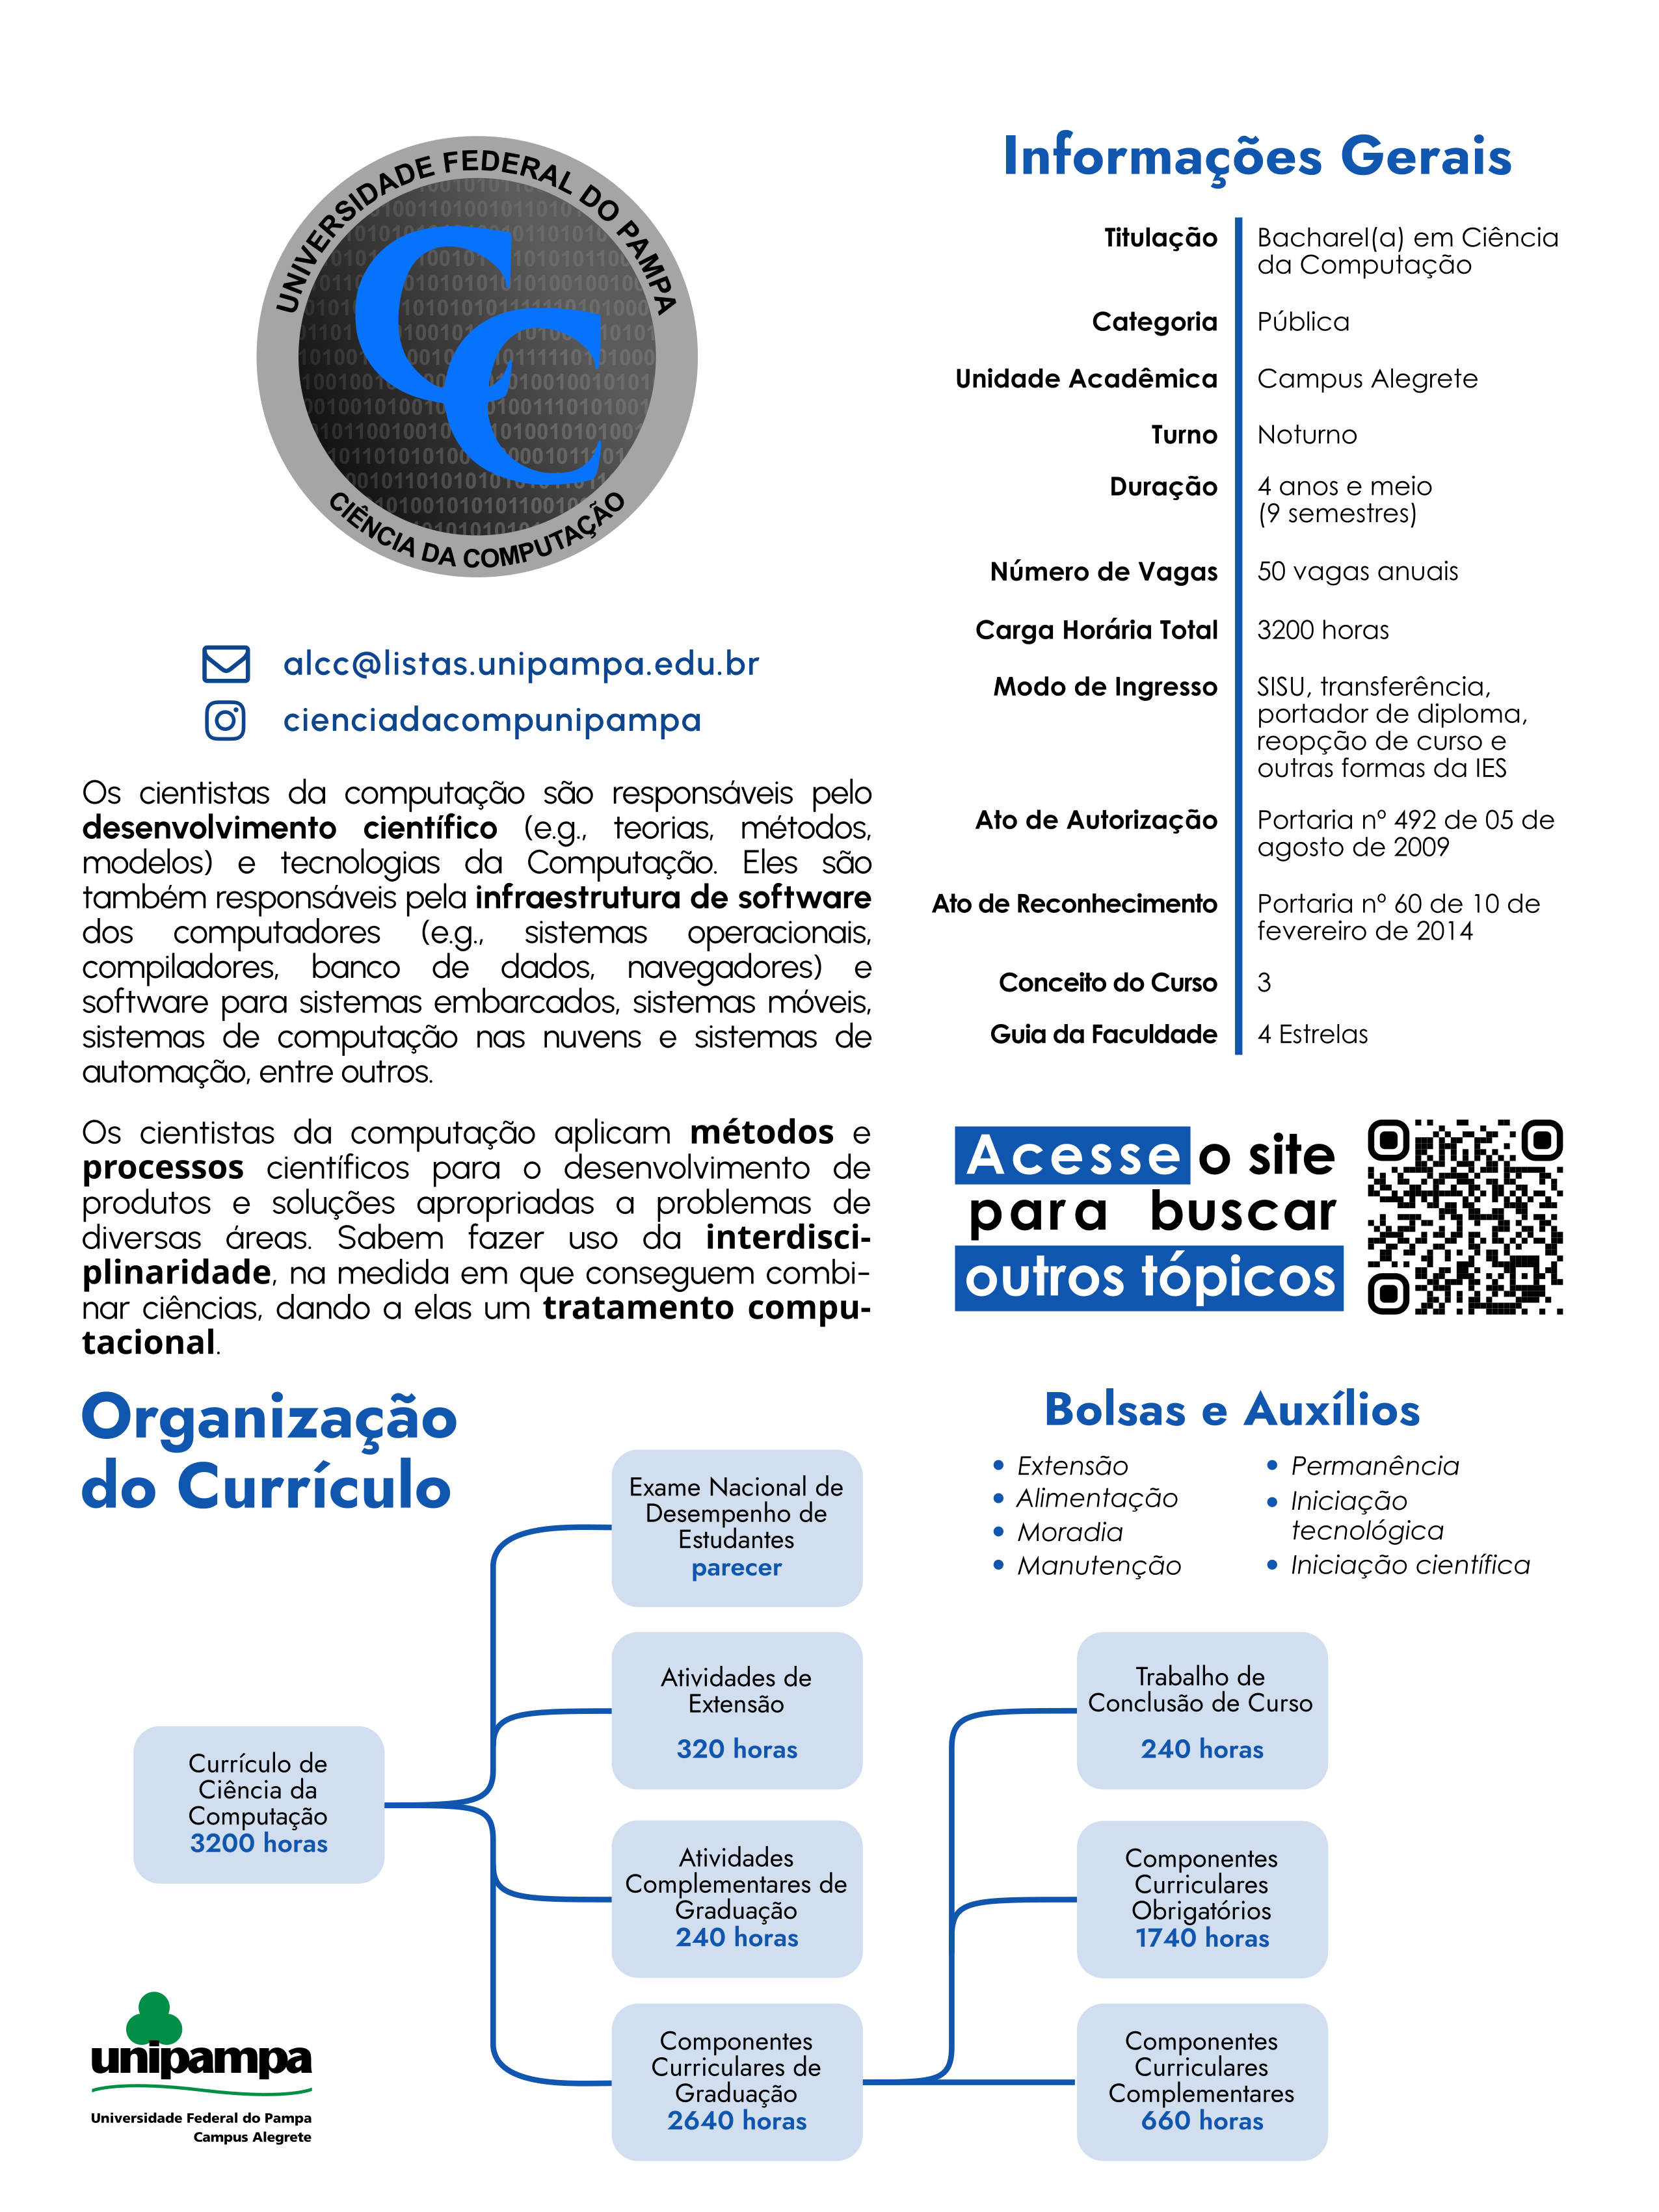 UNIVERSIDADE FEDERAL DO PAMPA
CC
CIÊNCIA DA COMPUTAÇÃO
alcc@listas.unipampa.edu.br
cienciadacompunipampa
Os cientistas da computação são responsáveis pelo
desenvolvimento científico (e.g., teorias, métodos,
modelos) e tecnologias da Computação. Eles são
também responsáveis pela infraestrutura de software
dos computadores (e.g., sistemas operacionais,
compiladores, banco de dados, navegadores) e
software para sistemas embarcados, sistemas móveis,
sistemas de computação nas nuvens e sistemas de
automação, entre outros.
Os cientistas da computação aplicam métodos e
processos científicos para o desenvolvimento de
produtos e soluções apropriadas a problemas de
diversas áreas. Sabem fazer uso da interdisci-
plinaridade, na medida em que conseguem combi-
nar ciências, dando a elas um tratamento compu-
tacional.
Informações Gerais
Titulação Bacharel(a) em Ciência
da Computação
Categoria Pública
Unidade Acadêmica Campus Alegrete
Turno Noturno
Duração 4 anos e meio
(9 semestres)
Número de Vagas 50 vagas anuais
Carga Horária Total 3200 horas
Modo de Ingresso SISU, transferência,
portador de diploma,
reopção de curso e
outras formas da IES
Ato de Autorização Portaria nº 492 de 05 de
agosto de 2009
Ato de Reconhecimento Portaria nº 60 de 10 de
fevereiro de 2014
Conceito do Curso 3
Guia da Faculdade 4 Estrelas
Acesse o site
para buscar
outros tópicos
Bolsas e Auxílios
• Extensão
• Alimentação
• Moradia
• Manutenção
• Permanência
• Iniciação
tecnológica
• Iniciação científica
Organização
do Currículo
Currículo de
Ciência da
Computação
3200 horas
Exame Nacional de
Desempenho de
Estudantes
parecer
Atividades de
Extensão
320 horas
Atividades
Complementares de
Graduação
240 horas
Componentes
Curriculares de
Graduação
2640 horas
Trabalho de
Conclusão de Curso
240 horas
Componentes
Curriculares
Obrigatórios
1740 horas
Componentes
Curriculares
Complementares
660 horas
unipampa
Universidade Federal do Pampa
Campus Alegrete